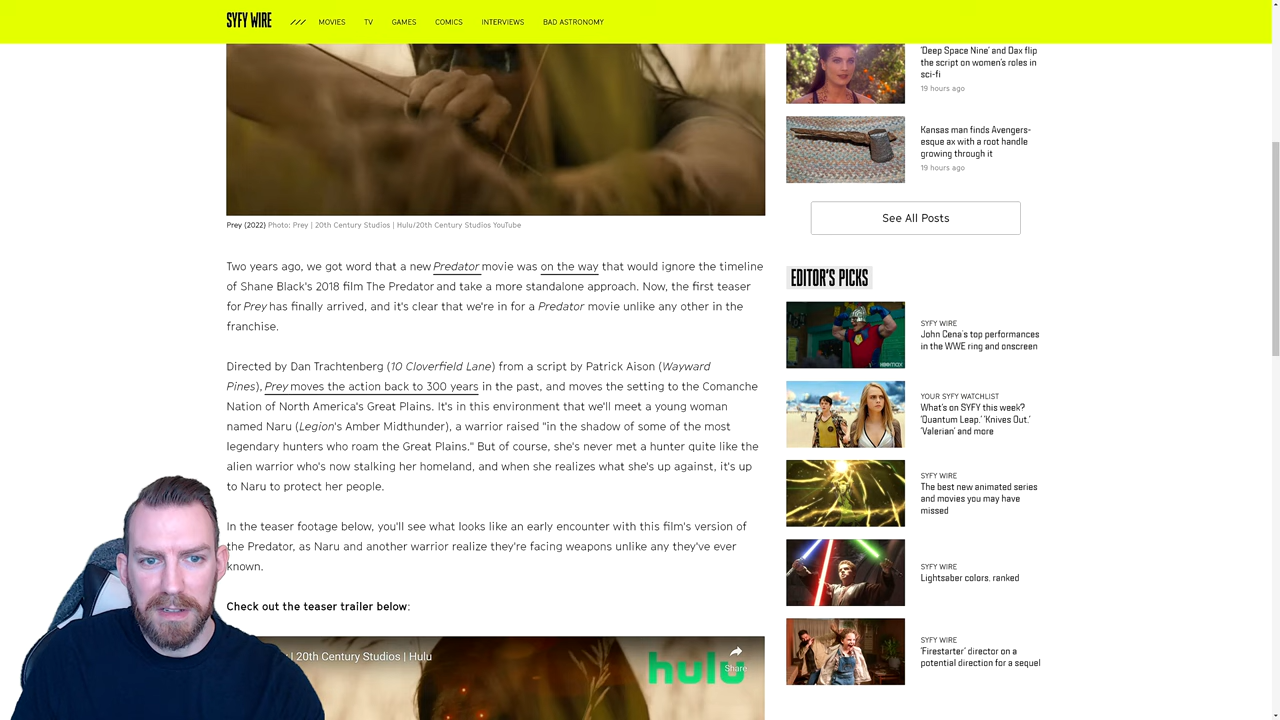 SYFY WIRE
MOVIES TV GAMES COMICS INTERVIEWS BAD ASTRONOMY
Prey (2022) Photo: Prey | 20th Century Studios | Hulu/20th Century Studios YouTube
Two years ago, we got word that a new Predator movie was on the way that would ignore the timeline
of Shane Black's 2018 film The Predator and take a more standalone approach. Now, the first teaser
for Prey has finally arrived, and it's clear that we're in for a Predator movie unlike any other in the
franchise.
Directed by Dan Trachtenberg (10 Cloverfield Lane) from a script by Patrick Aison (Wayward
Pines), Prey moves the action back to 300 years in the past, and moves the setting to the Comanche
Nation of North America's Great Plains. It's in this environment that we'll meet a young woman
named Naru (Legion's Amber Midthunder), a warrior raised "in the shadow of some of the most
legendary hunters who roam the Great Plains." But of course, she's never met a hunter quite like the
alien warrior who's now stalking her homeland, and when she realizes what she's up against, it's up
to Naru to protect her people.
In the teaser footage below, you'll see what looks like an early encounter with this film's version of
the Predator, as Naru and another warrior realize they're facing weapons unlike any they've ever
known.
Check out the teaser trailer below:
| 20th Century Studios | Hulu
hulu
Share
'Deep Space Nine' and Dax flip
the script on women's roles in
sci-fi
19 hours ago
Kansas man finds Avengers-
esque ax with a root handle
growing through it
19 hours ago
See All Posts
EDITOR'S PICKS
HBOMAX
SYFY WIRE
John Cena's top performances
in the WWE ring and onscreen
YOUR SYFY WATCHLIST
What's on SYFY this week?
'Quantum Leap,' 'Knives Out,'
'Valerian' and more
SYFY WIRE
The best new animated series
and movies you may have
missed
SYFY WIRE
Lightsaber colors, ranked
SYFY WIRE
'Firestarter' director on a
potential direction for a sequel